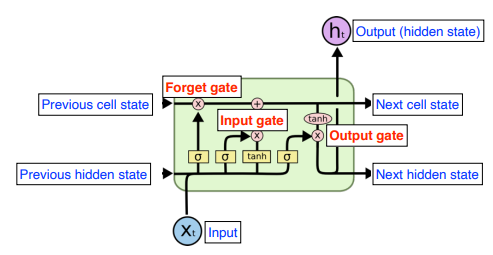 ht
Output (hidden state)
Forget gate
Previous cell state
x
+
Next cell state
Input gate
tanh
x
Output gate
x
σ
σ
tanh
σ
Previous hidden state
Next hidden state
Xt
Input